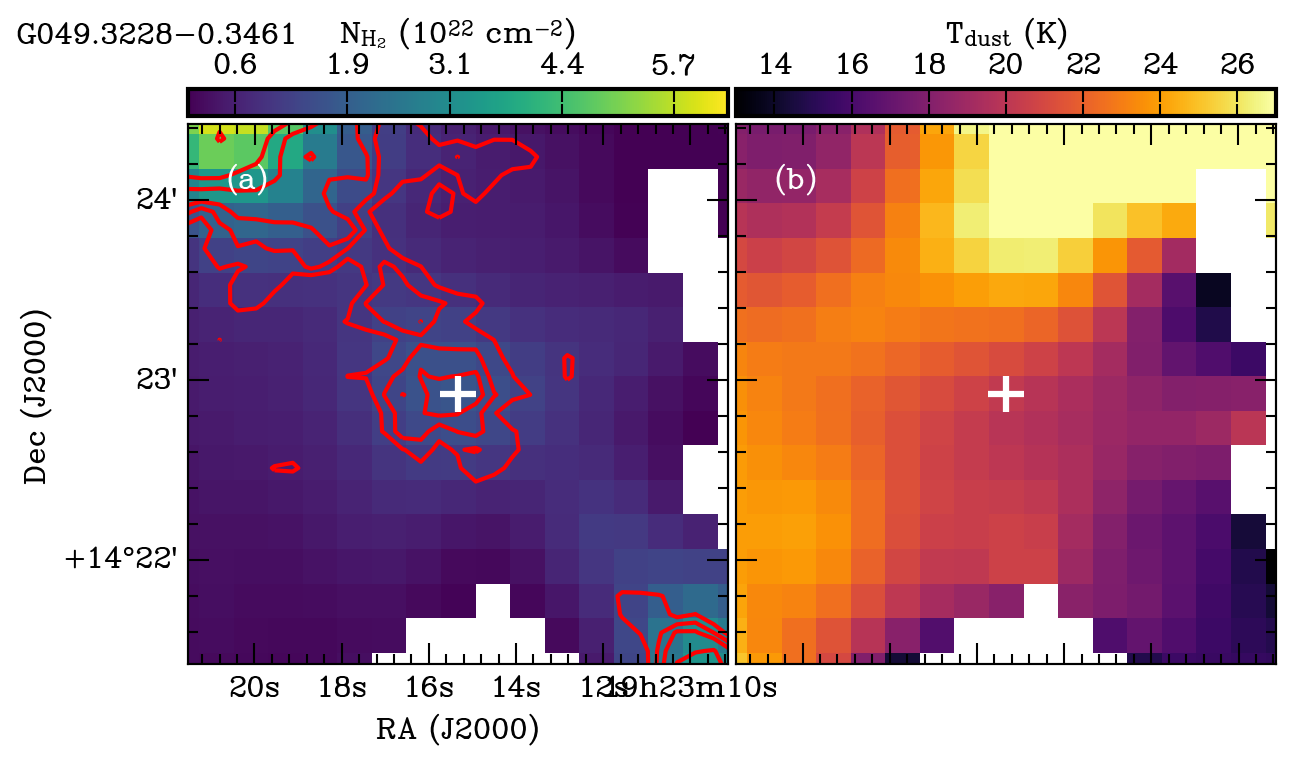 G049.3228−0.3461 N_H₂ (10²² cm⁻²) T_dust (K)
0.6 1.9 3.1 4.4 5.7 14 16 18 20 22 24 26
(a) (b)
24'
23'
+14°22'
Dec (J2000)
20s 18s 16s 14s 12s 19h23m10s
RA (J2000)